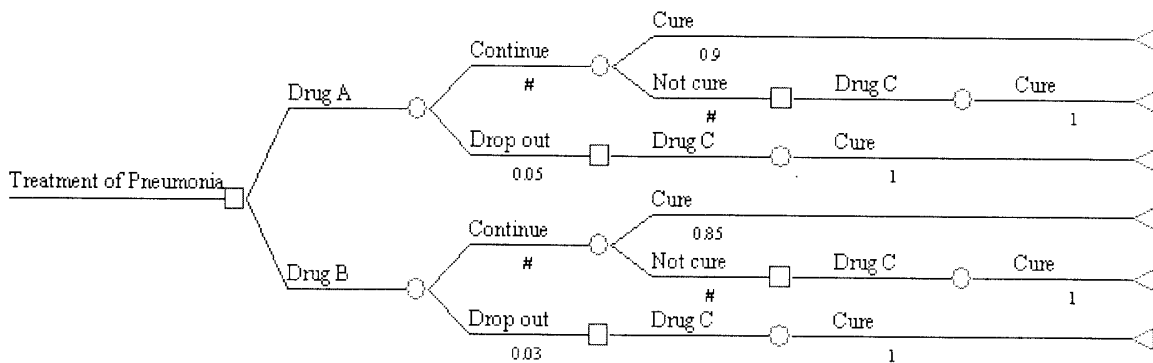 Cure
Continue
0.9
#
Not cure Drug C Cure
Drug A
#
1
Drop out Drug C Cure
0.05
1
Treatment of Pneumonia
Cure
Continue
0.85
#
Not cure Drug C Cure
Drug B
#
1
Drop out Drug C Cure
0.03
1